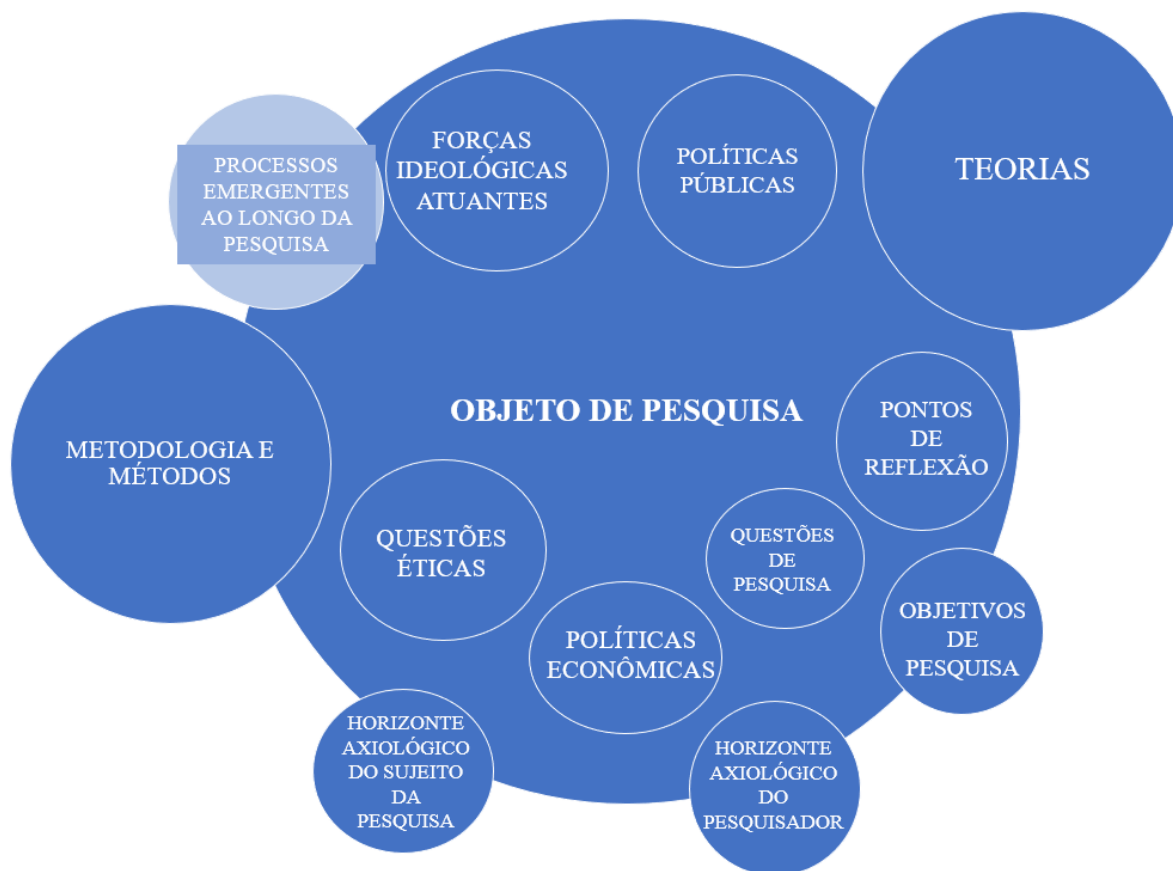 PROCESSOS
EMERGENTES
AO LONGO DA
PESQUISA
FORÇAS
IDEOLÓGICAS
ATUANTES
POLÍTICAS
PÚBLICAS
TEORIAS
OBJETO DE PESQUISA
METODOLOGIA E
MÉTODOS
PONTOS
DE
REFLEXÃO
QUESTÕES
ÉTICAS
QUESTÕES
DE
PESQUISA
POLÍTICAS
ECONÔMICAS
OBJETIVOS
DE
PESQUISA
HORIZONTE
AXIOLÓGICO
DO SUJEITO
DA
PESQUISA
HORIZONTE
AXIOLÓGICO
DO
PESQUISADOR